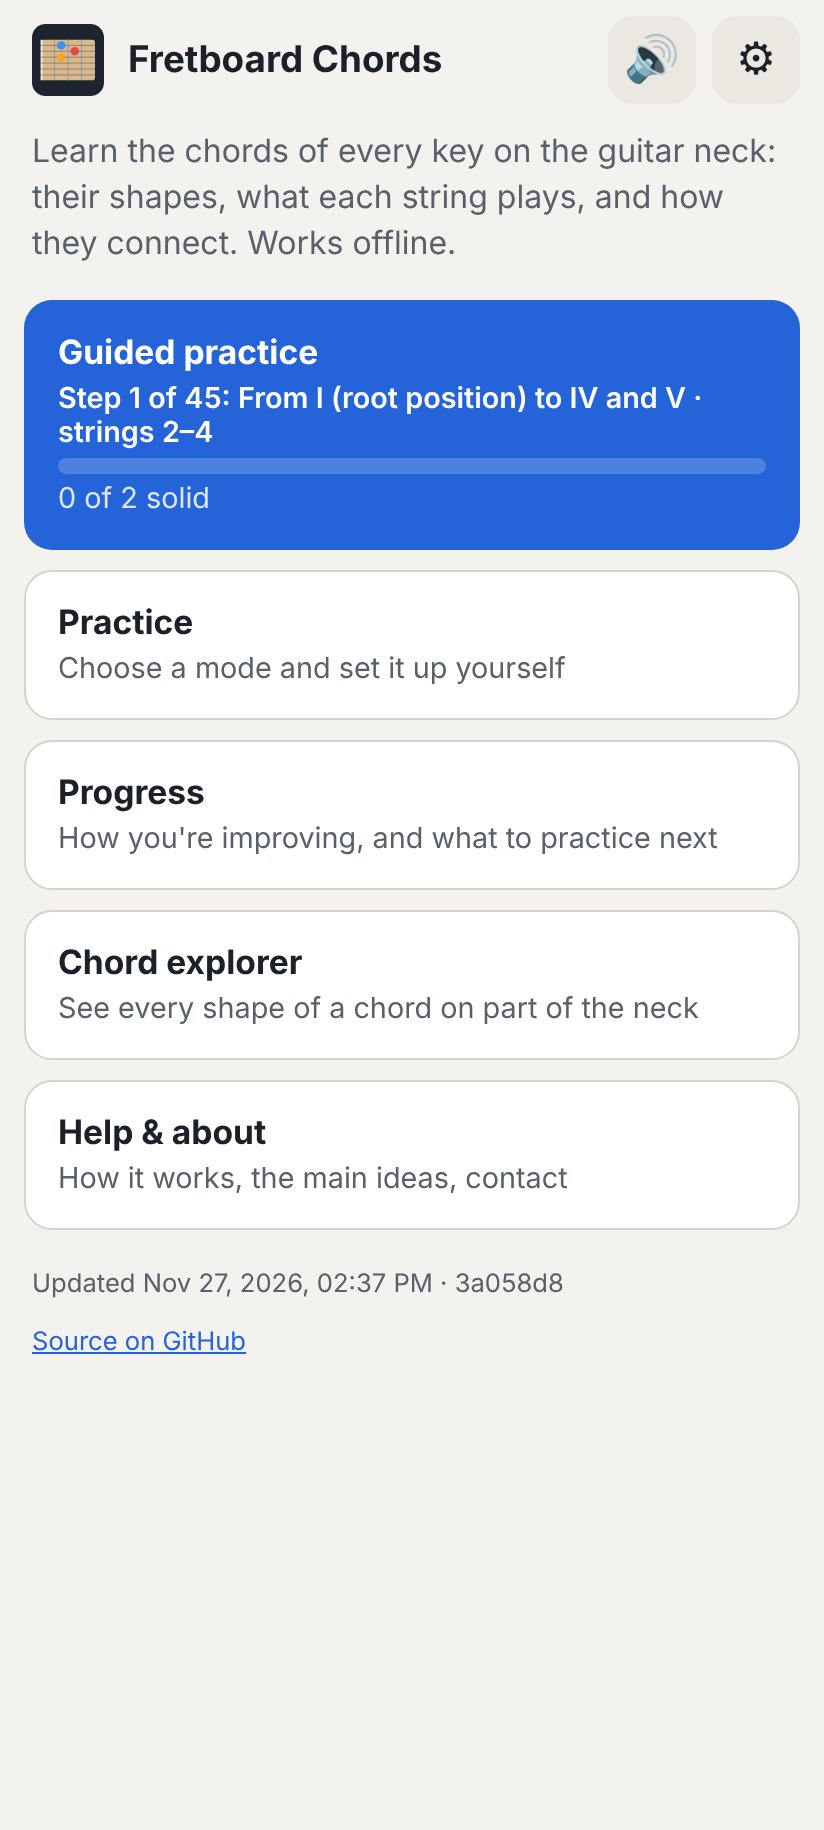 Fretboard Chords
Learn the chords of every key on the guitar neck:
their shapes, what each string plays, and how
they connect. Works offline.
Guided practice
Step 1 of 45: From I (root position) to IV and V ·
strings 2–4
0 of 2 solid
Practice
Choose a mode and set it up yourself
Progress
How you're improving, and what to practice next
Chord explorer
See every shape of a chord on part of the neck
Help & about
How it works, the main ideas, contact
Updated Nov 27, 2026, 02:37 PM · 3a058d8
Source on GitHub